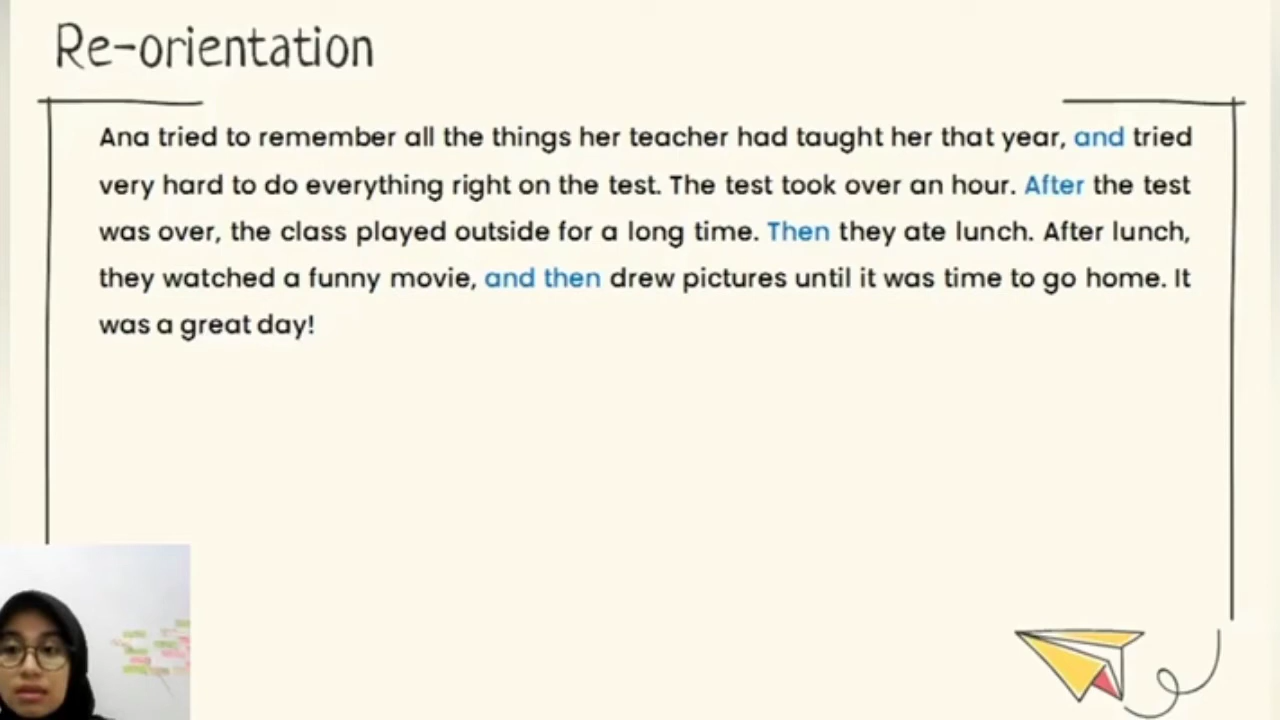 Re-orientation
Ana tried to remember all the things her teacher had taught her that year, and tried
very hard to do everything right on the test. The test took over an hour. After the test
was over, the class played outside for a long time. Then they ate lunch. After lunch,
they watched a funny movie, and then drew pictures until it was time to go home. It
was a great day!